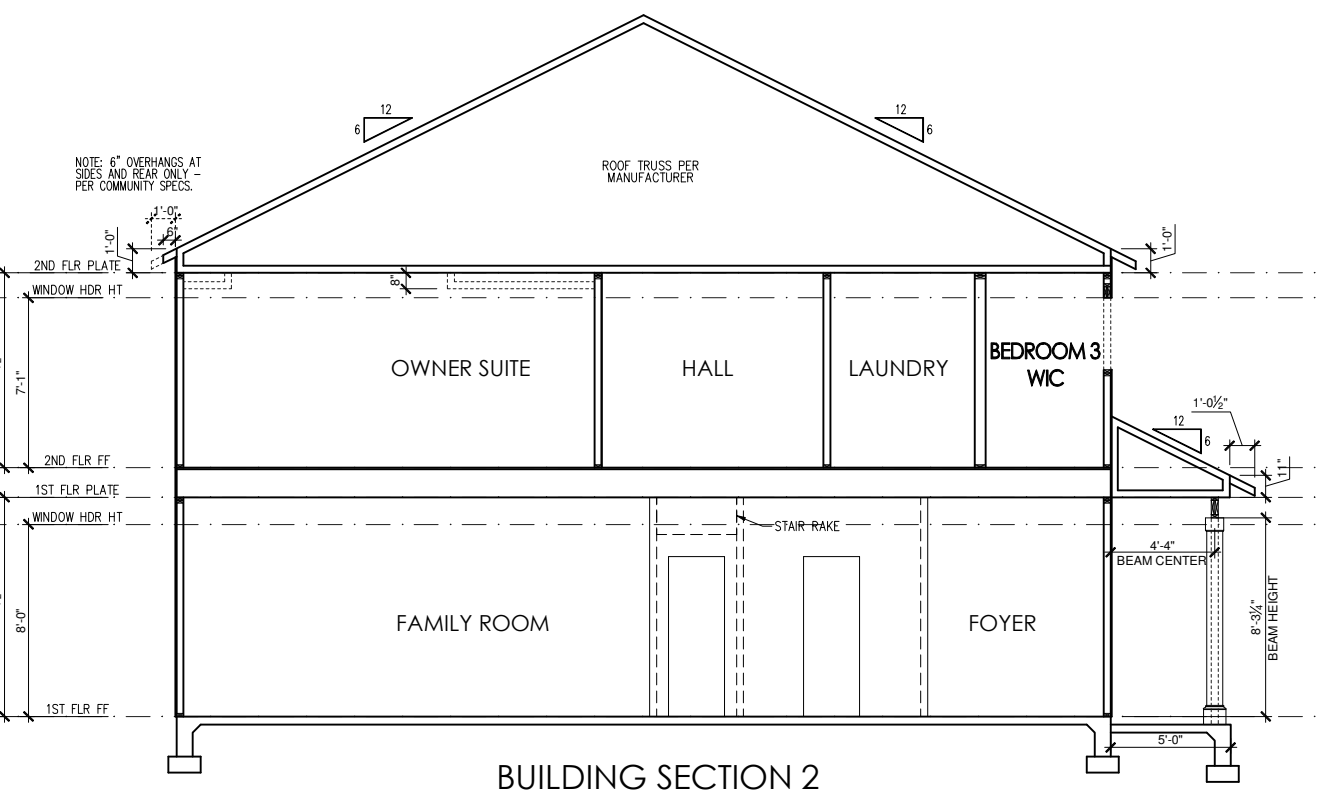 12
6
12
6
NOTE: 6" OVERHANGS AT
SIDES AND REAR ONLY –
PER COMMUNITY SPECS.
ROOF TRUSS PER
MANUFACTURER
1'-0"
6"
1'-0"
1'-0"
2ND FLR PLATE
WINDOW HDR HT
8"
7'-1"
OWNER SUITE
HALL
LAUNDRY
BEDROOM 3
WIC
1'-0½"
12
6
11"
2ND FLR FF
1ST FLR PLATE
WINDOW HDR HT
STAIR RAKE
4'-4"
BEAM CENTER
8'-0"
FAMILY ROOM
FOYER
8'-3¼"
BEAM HEIGHT
1ST FLR FF
5'-0"
BUILDING SECTION 2